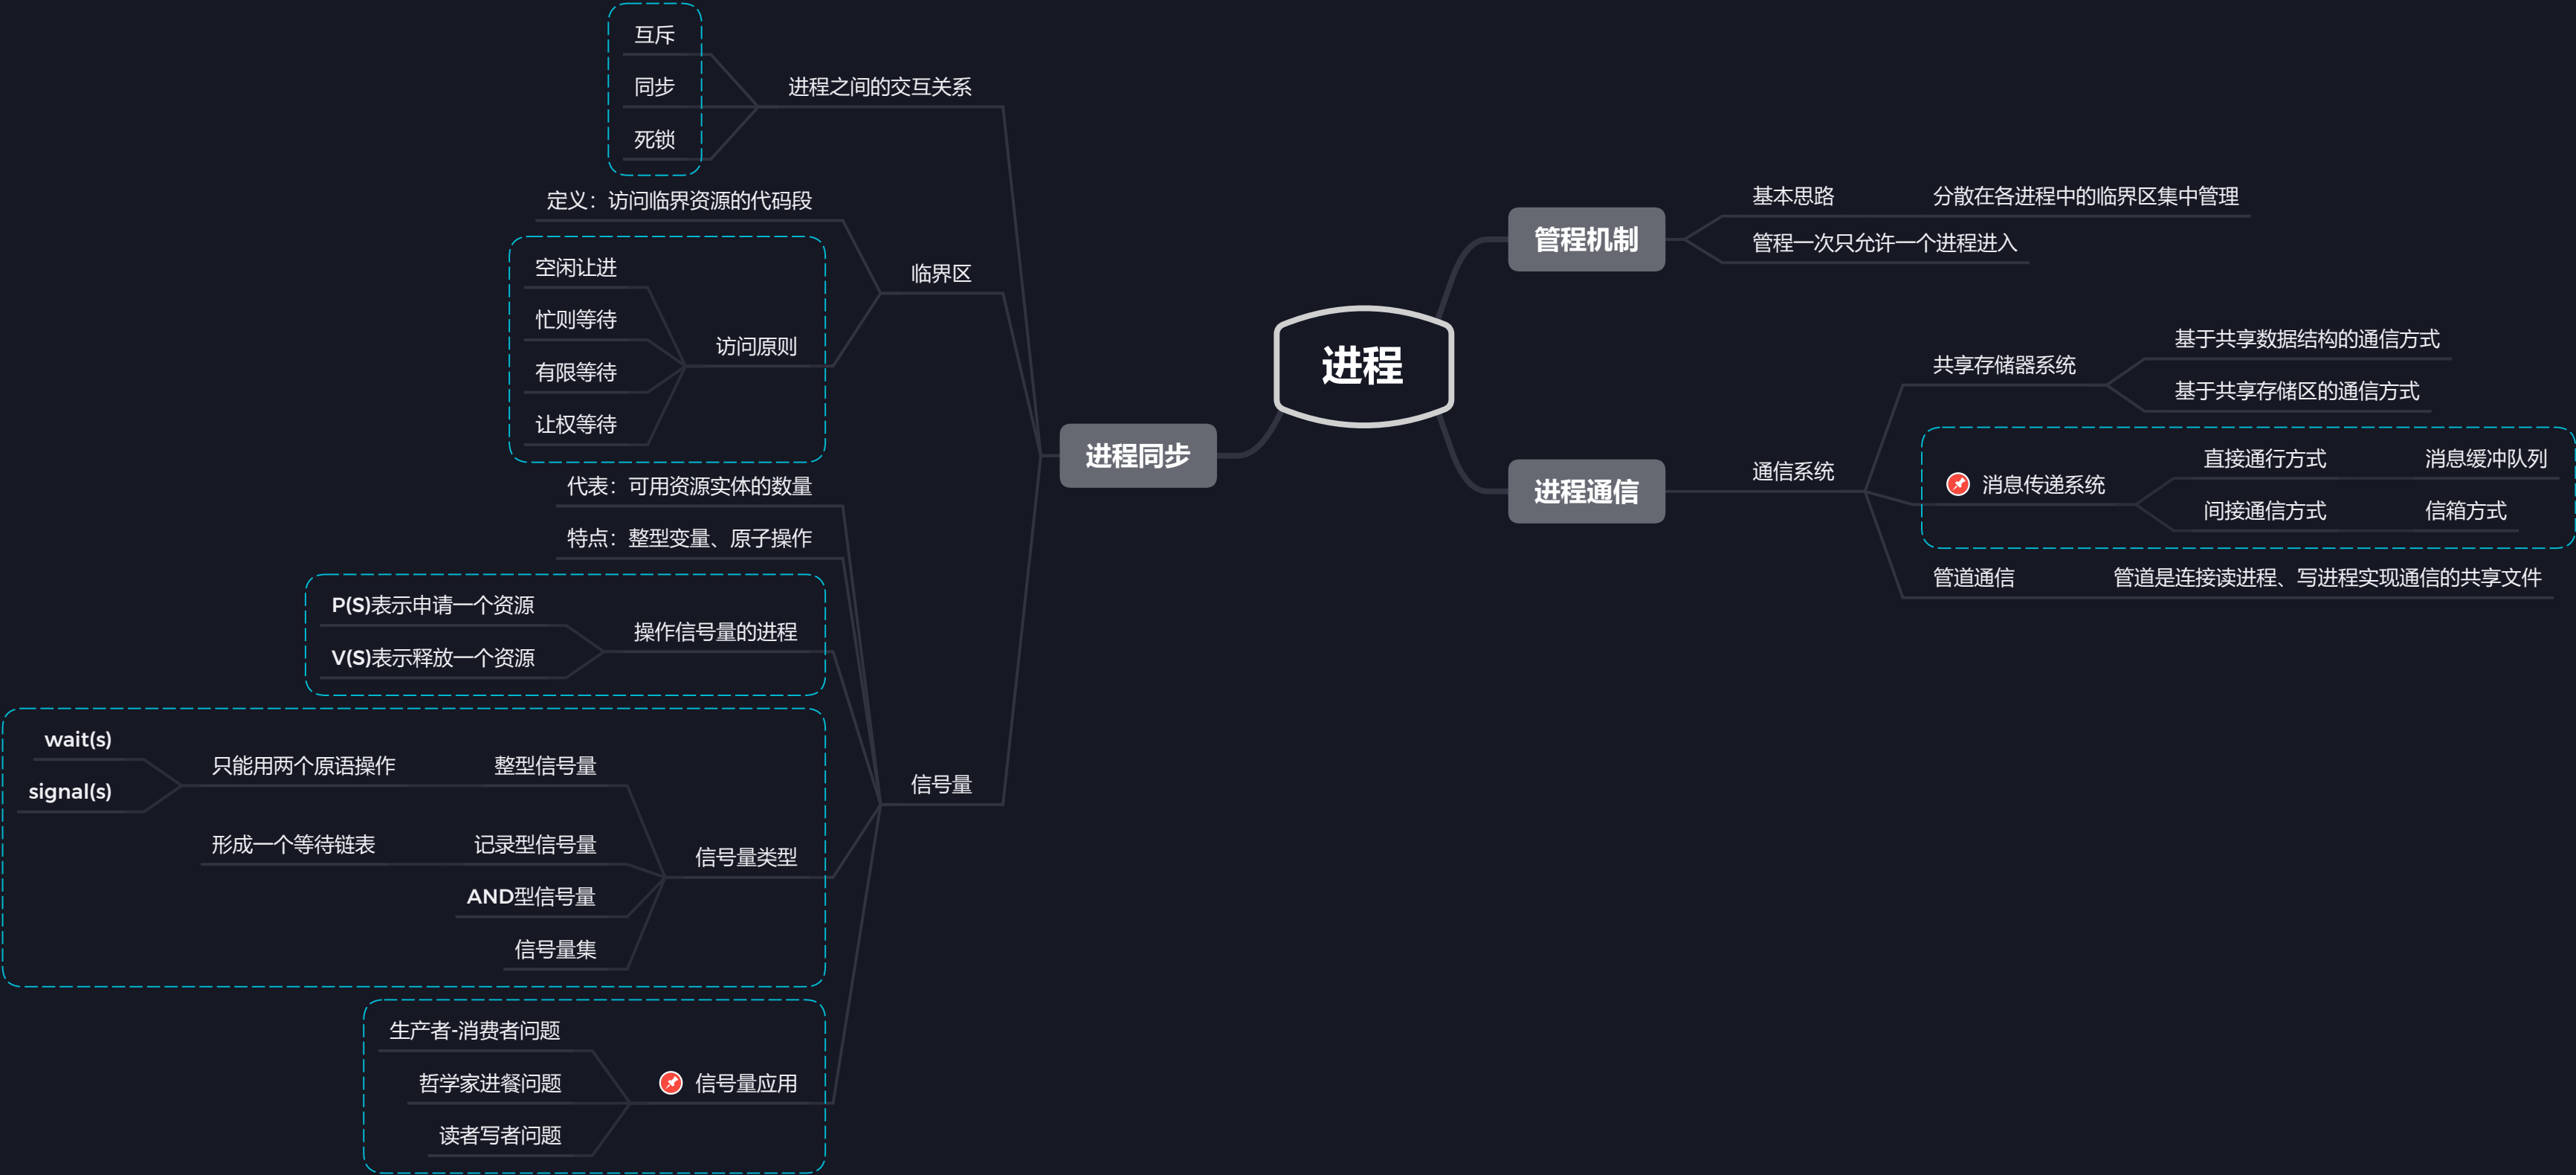 进程
管程机制
基本思路
分散在各进程中的临界区集中管理
管程一次只允许一个进程进入
进程通信
通信系统
共享存储器系统
基于共享数据结构的通信方式
基于共享存储区的通信方式
消息传递系统
直接通行方式
消息缓冲队列
间接通信方式
信箱方式
管道通信
管道是连接读进程、写进程实现通信的共享文件
进程同步
进程之间的交互关系
互斥
同步
死锁
临界区
定义：访问临界资源的代码段
访问原则
空闲让进
忙则等待
有限等待
让权等待
信号量
代表：可用资源实体的数量
特点：整型变量、原子操作
操作信号量的进程
P(S)表示申请一个资源
V(S)表示释放一个资源
信号量类型
整型信号量
只能用两个原语操作
wait(s)
signal(s)
记录型信号量
形成一个等待链表
AND型信号量
信号量集
信号量应用
生产者-消费者问题
哲学家进餐问题
读者写者问题